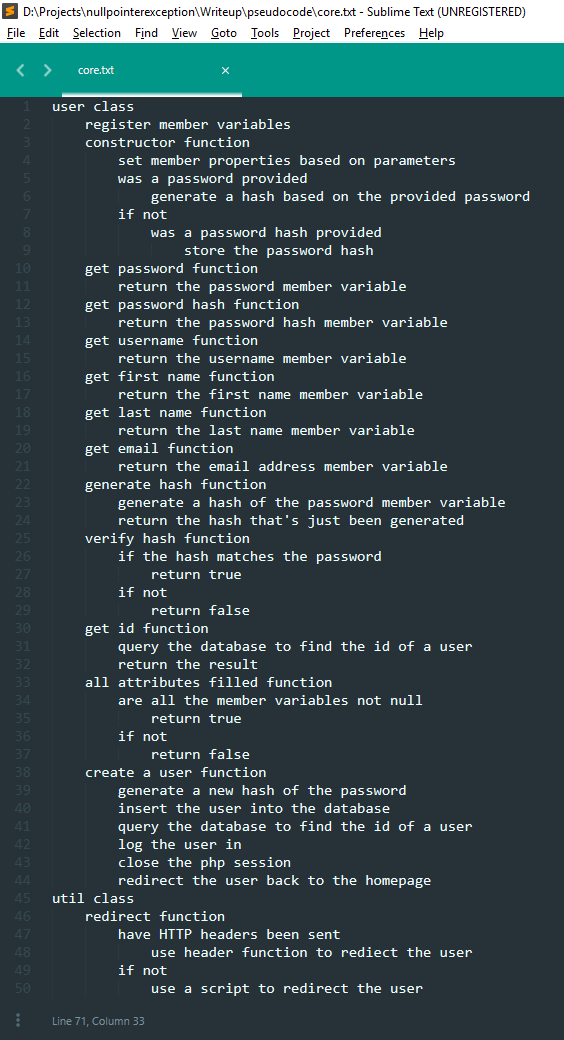 D:\Projects\nullpointerexception\Writeup\pseudocode\core.txt - Sublime Text (UNREGISTERED)
File Edit Selection Find View Goto Tools Project Preferences Help
core.txt ×
1 user class
2 register member variables
3 constructor function
4 set member properties based on parameters
5 was a password provided
6 generate a hash based on the provided password
7 if not
8 was a password hash provided
9 store the password hash
10 get password function
11 return the password member variable
12 get password hash function
13 return the password hash member variable
14 get username function
15 return the username member variable
16 get first name function
17 return the first name member variable
18 get last name function
19 return the last name member variable
20 get email function
21 return the email address member variable
22 generate hash function
23 generate a hash of the password member variable
24 return the hash that's just been generated
25 verify hash function
26 if the hash matches the password
27 return true
28 if not
29 return false
30 get id function
31 query the database to find the id of a user
32 return the result
33 all attributes filled function
34 are all the member variables not null
35 return true
36 if not
37 return false
38 create a user function
39 generate a new hash of the password
40 insert the user into the database
41 query the database to find the id of a user
42 log the user in
43 close the php session
44 redirect the user back to the homepage
45 util class
46 redirect function
47 have HTTP headers been sent
48 use header function to rediect the user
49 if not
50 use a script to redirect the user
Line 71, Column 33